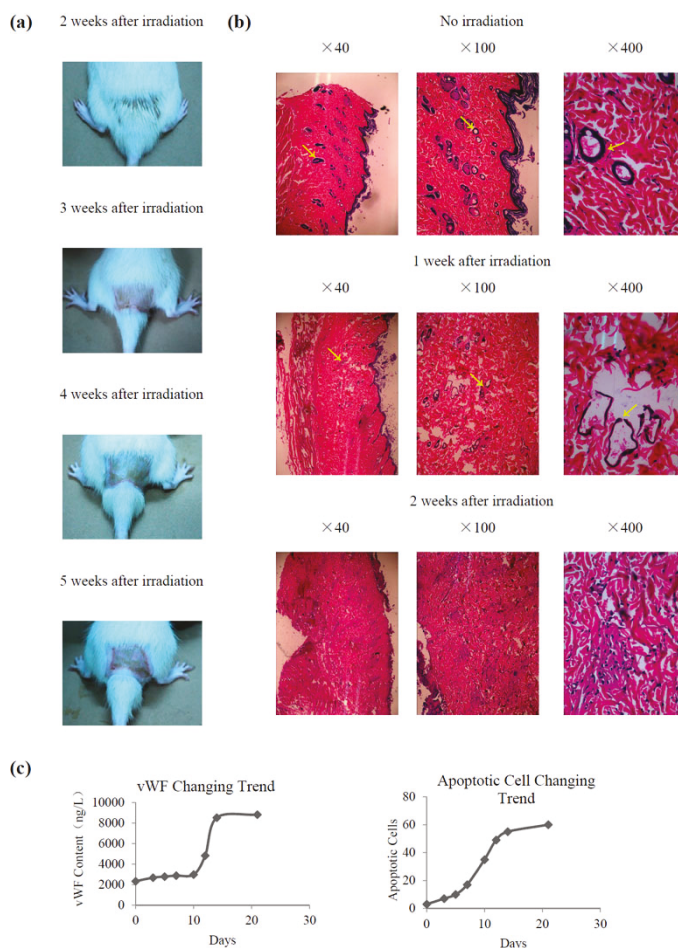 (a)
2 weeks after irradiation
3 weeks after irradiation
4 weeks after irradiation
5 weeks after irradiation
(b)
No irradiation
×40 ×100 ×400
1 week after irradiation
×40 ×100 ×400
2 weeks after irradiation
×40 ×100 ×400
(c)
vWF Changing Trend
vWF Content（ng/L）
10000
8000
6000
4000
2000
0
0 10 20 30
Days
Apoptotic Cell Changing
Trend
Apoptotic Cells
60
40
20
0
0 10 20 30
Days